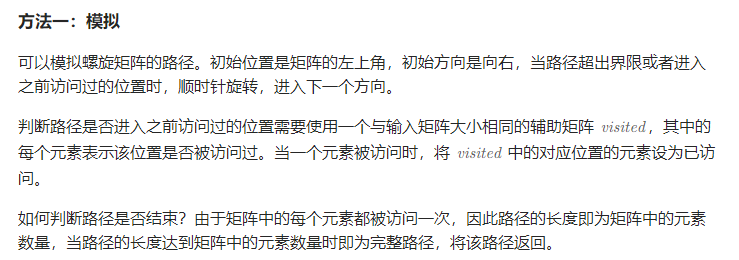 方法一：模拟
可以模拟螺旋矩阵的路径。初始位置是矩阵的左上角，初始方向是向右，当路径超出界限或者进入
之前访问过的位置时，顺时针旋转，进入下一个方向。
判断路径是否进入之前访问过的位置需要使用一个与输入矩阵大小相同的辅助矩阵 visited，其中的
每个元素表示该位置是否被访问过。当一个元素被访问时，将 visited 中的对应位置的元素设为已访
问。
如何判断路径是否结束？由于矩阵中的每个元素都被访问一次，因此路径的长度即为矩阵中的元素
数量，当路径的长度达到矩阵中的元素数量时即为完整路径，将该路径返回。